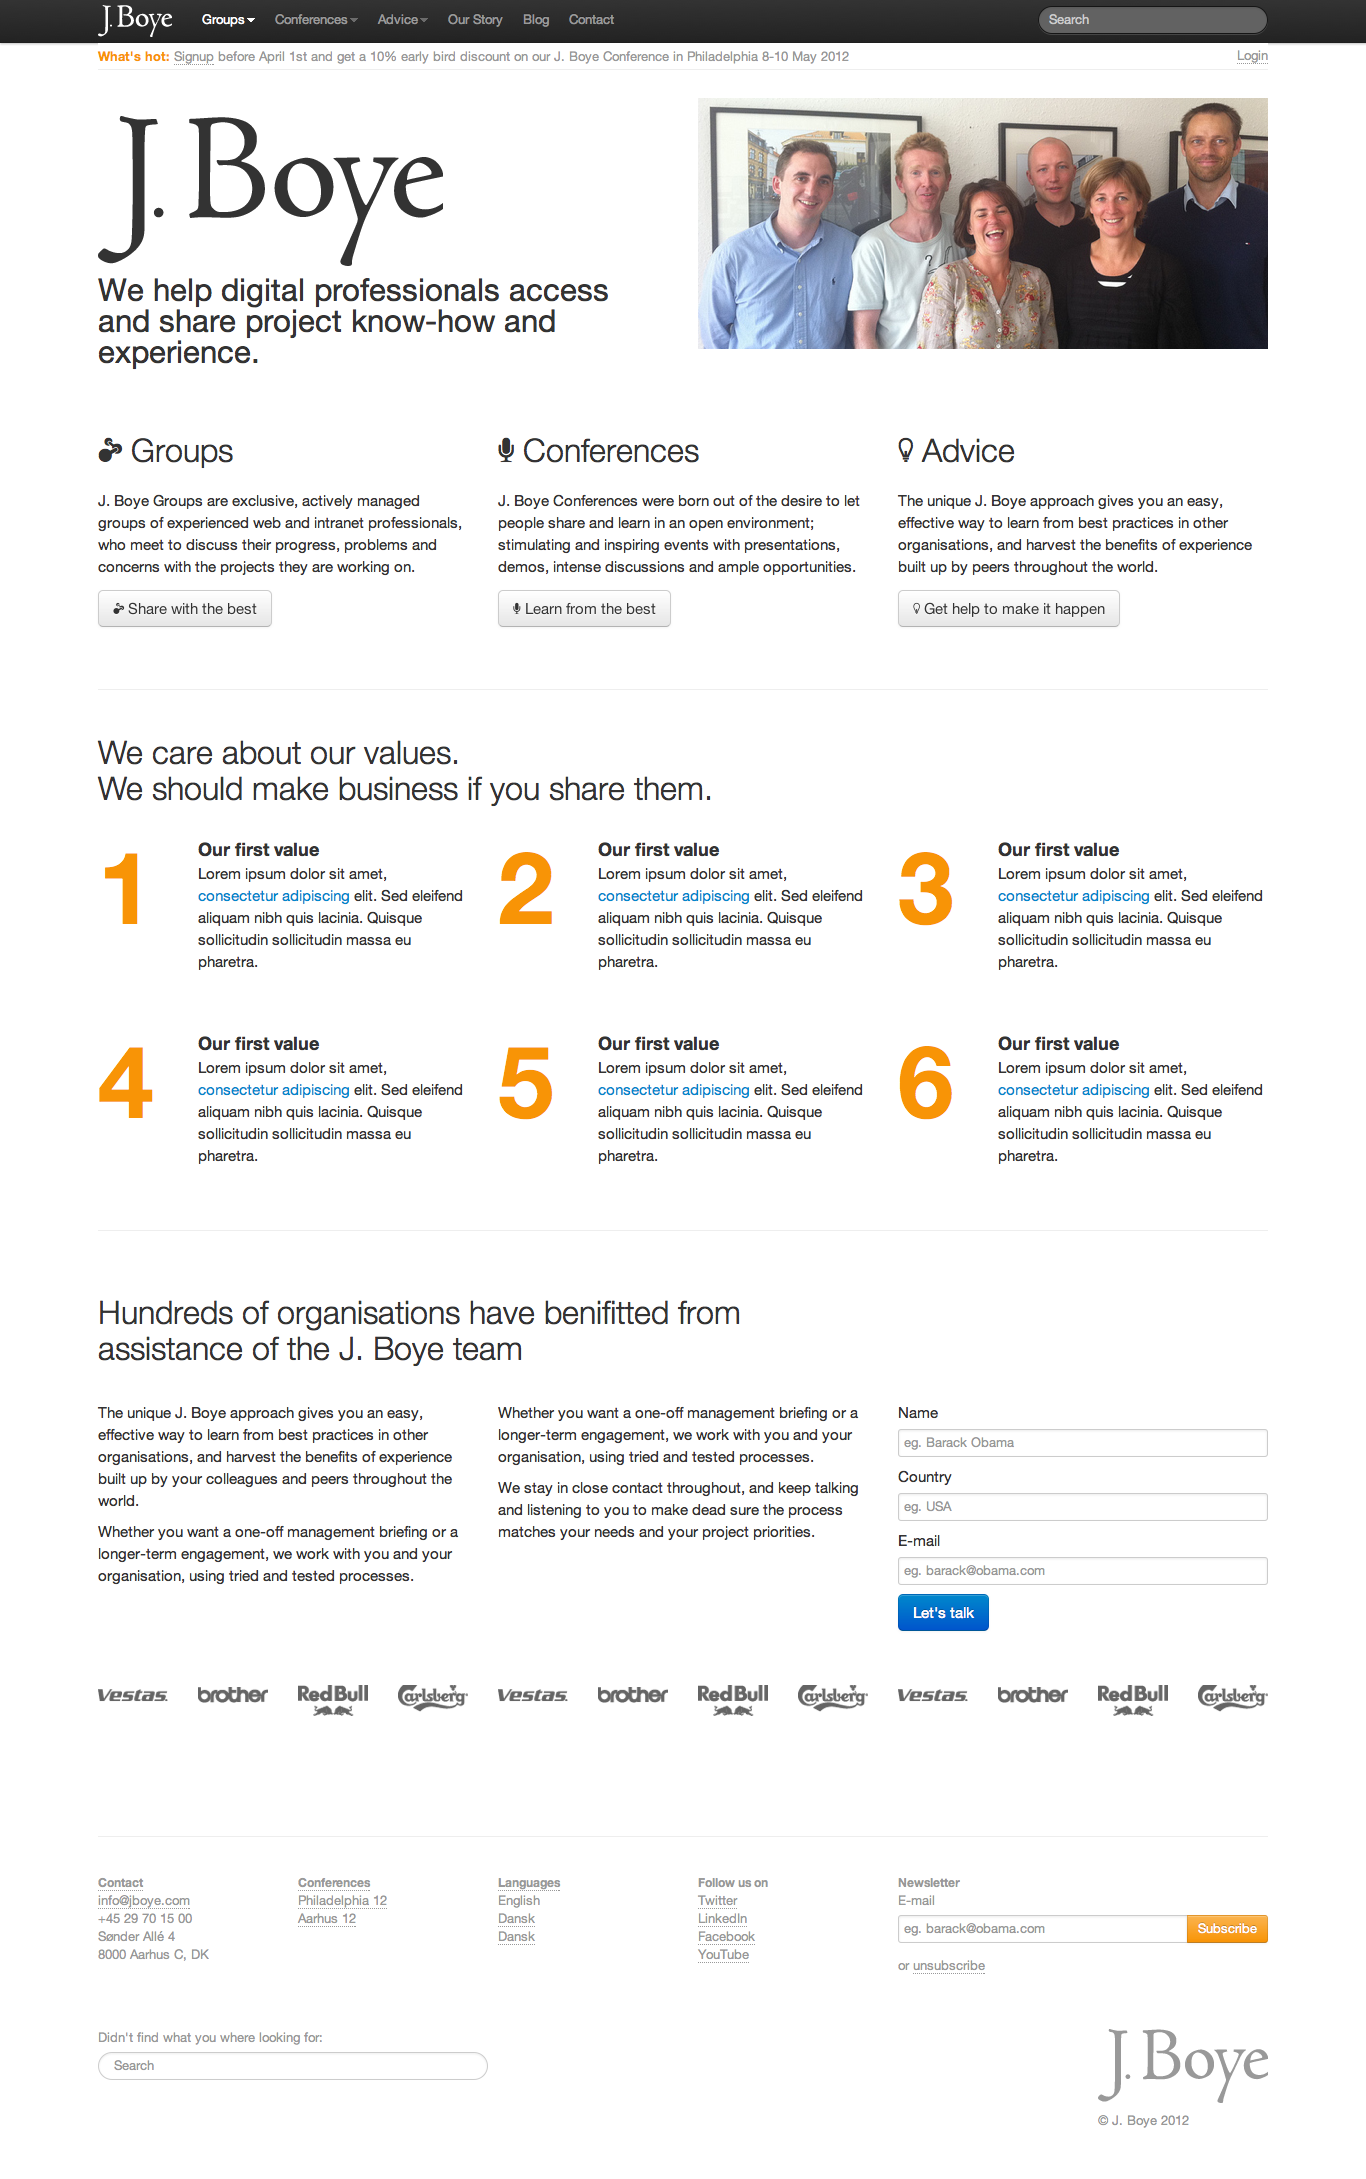 J. Boye Groups Conferences Advice Our Story Blog Contact Search
What's hot: Signup before April 1st and get a 10% early bird discount on our J. Boye Conference in Philadelphia 8-10 May 2012 Login
J. Boye
We help digital professionals access
and share project know-how and
experience.
Groups
J. Boye Groups are exclusive, actively managed
groups of experienced web and intranet professionals,
who meet to discuss their progress, problems and
concerns with the projects they are working on.
Share with the best
Conferences
J. Boye Conferences were born out of the desire to let
people share and learn in an open environment;
stimulating and inspiring events with presentations,
demos, intense discussions and ample opportunities.
Learn from the best
Advice
The unique J. Boye approach gives you an easy,
effective way to learn from best practices in other
organisations, and harvest the benefits of experience
built up by peers throughout the world.
Get help to make it happen
We care about our values.
We should make business if you share them.
1
Our first value
Lorem ipsum dolor sit amet,
consectetur adipiscing elit. Sed eleifend
aliquam nibh quis lacinia. Quisque
sollicitudin sollicitudin massa eu
pharetra.
2
Our first value
Lorem ipsum dolor sit amet,
consectetur adipiscing elit. Sed eleifend
aliquam nibh quis lacinia. Quisque
sollicitudin sollicitudin massa eu
pharetra.
3
Our first value
Lorem ipsum dolor sit amet,
consectetur adipiscing elit. Sed eleifend
aliquam nibh quis lacinia. Quisque
sollicitudin sollicitudin massa eu
pharetra.
4
Our first value
Lorem ipsum dolor sit amet,
consectetur adipiscing elit. Sed eleifend
aliquam nibh quis lacinia. Quisque
sollicitudin sollicitudin massa eu
pharetra.
5
Our first value
Lorem ipsum dolor sit amet,
consectetur adipiscing elit. Sed eleifend
aliquam nibh quis lacinia. Quisque
sollicitudin sollicitudin massa eu
pharetra.
6
Our first value
Lorem ipsum dolor sit amet,
consectetur adipiscing elit. Sed eleifend
aliquam nibh quis lacinia. Quisque
sollicitudin sollicitudin massa eu
pharetra.
Hundreds of organisations have benifitted from
assistance of the J. Boye team
The unique J. Boye approach gives you an easy,
effective way to learn from best practices in other
organisations, and harvest the benefits of experience
built up by your colleagues and peers throughout the
world.
Whether you want a one-off management briefing or a
longer-term engagement, we work with you and your
organisation, using tried and tested processes.
Whether you want a one-off management briefing or a
longer-term engagement, we work with you and your
organisation, using tried and tested processes.
We stay in close contact throughout, and keep talking
and listening to you to make dead sure the process
matches your needs and your project priorities.
Name
eg. Barack Obama
Country
eg. USA
E-mail
eg. barack@obama.com
Let's talk
Vestas. brother Red Bull Carlsberg Vestas. brother Red Bull Carlsberg Vestas. brother Red Bull Carlsberg
Contact
info@jboye.com
+45 29 70 15 00
Sønder Allé 4
8000 Aarhus C, DK
Conferences
Philadelphia 12
Aarhus 12
Languages
English
Dansk
Dansk
Follow us on
Twitter
LinkedIn
Facebook
YouTube
Newsletter
E-mail
eg. barack@obama.com Subscribe
or unsubscribe
Didn't find what you where looking for:
Search
J. Boye
© J. Boye 2012